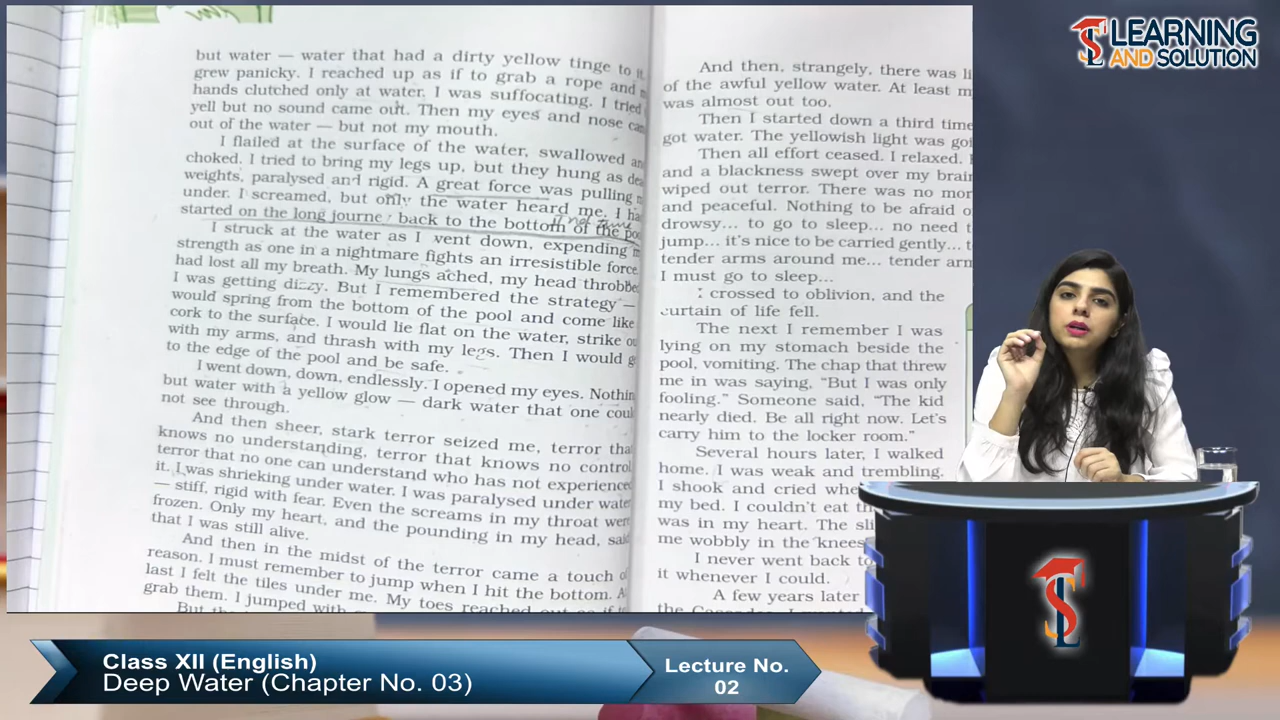 but water — water that had a dirty yellow tinge to it.
grew panicky. I reached up as if to grab a rope and
hands clutched only at water. I was suffocating. I tried
yell but no sound came out. Then my eyes and nose
out of the water — but not my mouth.
I flailed at the surface of the water, swallowed
choked. I tried to bring my legs up, but they hung as
weights, paralysed and rigid. A great force was pulling
under. I screamed, but only the water heard me. I
started on the long back to the bottom of the
I struck at the water as I went down, expending
strength as one in a nightmare fights an irresistible force.
had lost all my breath. My lungs ached, my head
I was getting dizzy. But I remembered the strategy —
would spring from the bottom of the pool and come like
cork to the surface. I would lie flat on the water, strike
with my arms, and thrash with my legs. Then I would
to the edge of the pool and be safe.
I went down, down, endlessly. I opened my eyes.
but water with a yellow glow — dark water that one
not see through.
And then sheer, stark terror seized me, terror
knows no understanding, terror that knows no control,
terror that no one can understand who has not experienced
it. I was shrieking under water. I was paralysed under water
— stiff, rigid with fear. Even the screams in my throat
frozen. Only my heart, and the pounding in my head,
that I was still alive.
And then in the midst of the terror came a touch
reason. I must remember to jump when I hit the bottom.
last I felt the tiles under me. My toes reached out as if
grab them. I jumped with
But
And then, strangely, there was
of the awful yellow water. At least
was almost out too.
Then I started down a third time
got water. The yellowish light was
Then all effort ceased. I relaxed.
and a blackness swept over my
wiped out terror. There was no
and peaceful. Nothing to be afraid
drowsy... to go to sleep... no need
jump... it's nice to be carried gently...
tender arms around me... tender
I must go to sleep...
crossed to oblivion, and the
curtain of life fell.
The next I remember I was
lying on my stomach beside the
pool, vomiting. The chap that threw
me in was saying, “But I was only
fooling.” Someone said, “The kid
nearly died. Be all right now. Let's
carry him to the locker room.”
Several hours later, I walked
home. I was weak and trembling.
I shook and cried
my bed. I couldn't eat
was in my heart. The
me wobbly in the knees
I never went back
it whenever I could.
A few years later
the
SL LEARNING
AND SOLUTION
SL
Class XII (English)
Deep Water (Chapter No. 03)
Lecture No.
02